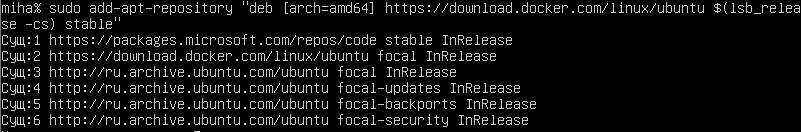 miha% sudo add-apt-repository "deb [arch=amd64] https://download.docker.com/linux/ubuntu $(lsb_relea
se -cs) stable"
Сущ:1 https://packages.microsoft.com/repos/code stable InRelease
Сущ:2 https://download.docker.com/linux/ubuntu focal InRelease
Сущ:3 http://ru.archive.ubuntu.com/ubuntu focal InRelease
Сущ:4 http://ru.archive.ubuntu.com/ubuntu focal-updates InRelease
Сущ:5 http://ru.archive.ubuntu.com/ubuntu focal-backports InRelease
Сущ:6 http://ru.archive.ubuntu.com/ubuntu focal-security InRelease